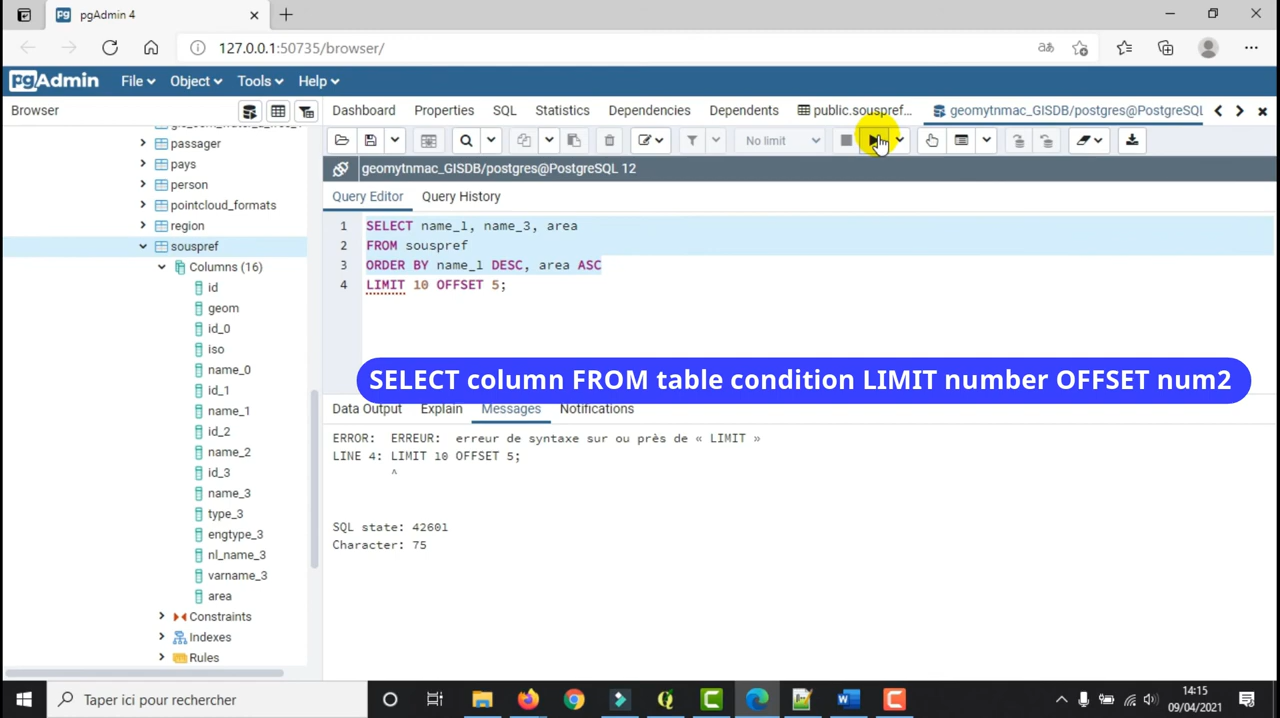 pgAdmin 4
127.0.0.1:50735/browser/
pgAdmin
File
Object
Tools
Help
Browser
Dashboard
Properties
SQL
Statistics
Dependencies
Dependents
public.souspref...
geomytnmac_GISDB/postgres@PostgreSQL
No limit
passager
pays
person
pointcloud_formats
region
souspref
Columns (16)
id
geom
id_0
iso
name_0
id_1
name_1
id_2
name_2
id_3
name_3
type_3
engtype_3
nl_name_3
varname_3
area
Constraints
Indexes
Rules
geomytnmac_GISDB/postgres@PostgreSQL 12
Query Editor
Query History
1 SELECT name_1, name_3, area
2 FROM souspref
3 ORDER BY name_1 DESC, area ASC
4 LIMIT 10 OFFSET 5;
SELECT column FROM table condition LIMIT number OFFSET num2
Data Output
Explain
Messages
Notifications
ERROR: ERREUR: erreur de syntaxe sur ou près de « LIMIT »
LINE 4: LIMIT 10 OFFSET 5;
^
SQL state: 42601
Character: 75
Taper ici pour rechercher
14:15
09/04/2021